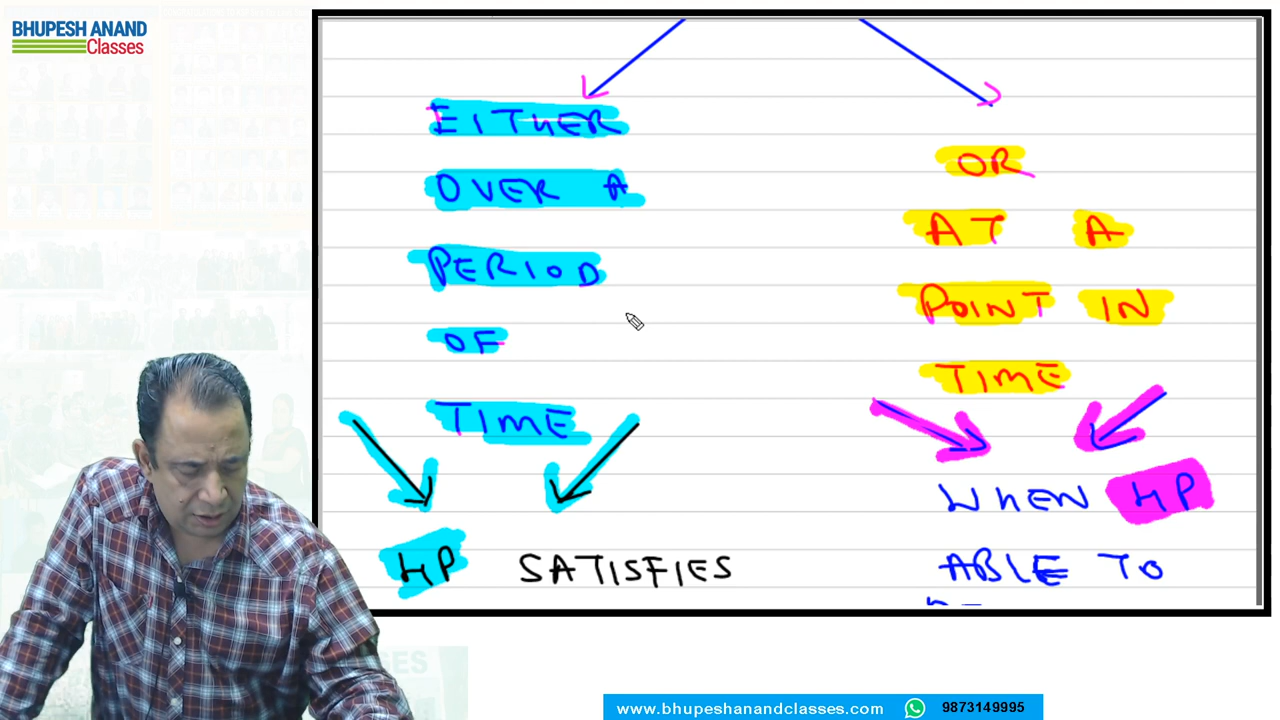 BHUPESH ANAND
Classes
EITHER
OVER A
PERIOD
OF
TIME
HP SATISFIES
OR
AT A
POINT IN
TIME
WHEN HP
ABLE TO
www.bhupeshanandclasses.com
9873149995